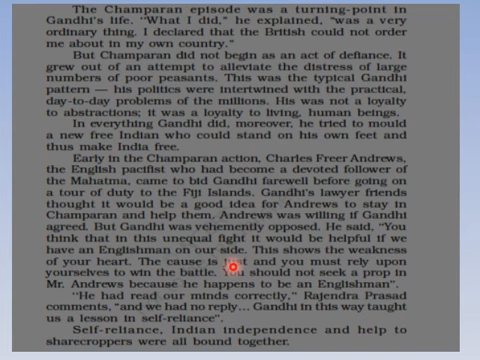 The Champaran episode was a turning-point in
Gandhi's life. "What I did," he explained, "was a very
ordinary thing. I declared that the British could not order
me about in my own country."
But Champaran did not begin as an act of defiance. It
grew out of an attempt to alleviate the distress of large
numbers of poor peasants. This was the typical Gandhi
pattern — his politics were intertwined with the practical,
day-to-day problems of the millions. His was not a loyalty
to abstractions; it was a loyalty to living, human beings.
In everything Gandhi did, moreover, he tried to mould
a new free Indian who could stand on his own feet and
thus make India free.
Early in the Champaran action, Charles Freer Andrews,
the English pacifist who had become a devoted follower of
the Mahatma, came to bid Gandhi farewell before going on
a tour of duty to the Fiji Islands. Gandhi's lawyer friends
thought it would be a good idea for Andrews to stay in
Champaran and help them. Andrews was willing if Gandhi
agreed. But Gandhi was vehemently opposed. He said, "You
think that in this unequal fight it would be helpful if we
have an Englishman on our side. This shows the weakness
of your heart. The cause is just and you must rely upon
yourselves to win the battle. You should not seek a prop in
Mr. Andrews because he happens to be an Englishman".
"He had read our minds correctly," Rajendra Prasad
comments, "and we had no reply... Gandhi in this way taught
us a lesson in self-reliance".
Self-reliance, Indian independence and help to
sharecroppers were all bound together.